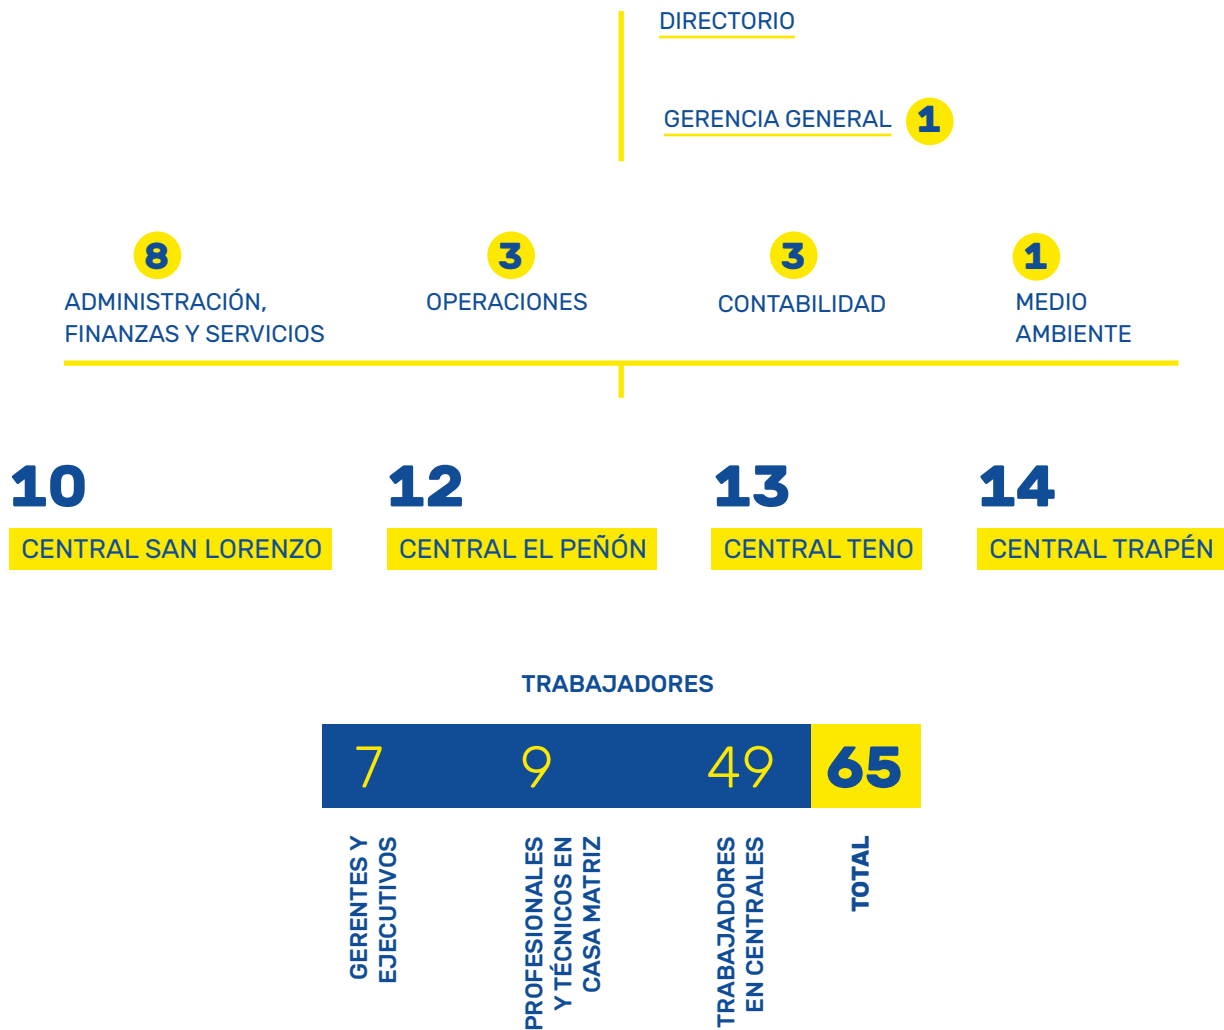 DIRECTORIO
GERENCIA GENERAL 1
8
ADMINISTRACIÓN,
FINANZAS Y SERVICIOS
3
OPERACIONES
3
CONTABILIDAD
1
MEDIO
AMBIENTE
10
CENTRAL SAN LORENZO
12
CENTRAL EL PEÑÓN
13
CENTRAL TENO
14
CENTRAL TRAPÉN
TRABAJADORES
7
GERENTES Y
EJECUTIVOS
9
PROFESIONALES
Y TÉCNICOS EN
CASA MATRIZ
49
TRABAJADORES
EN CENTRALES
65
TOTAL